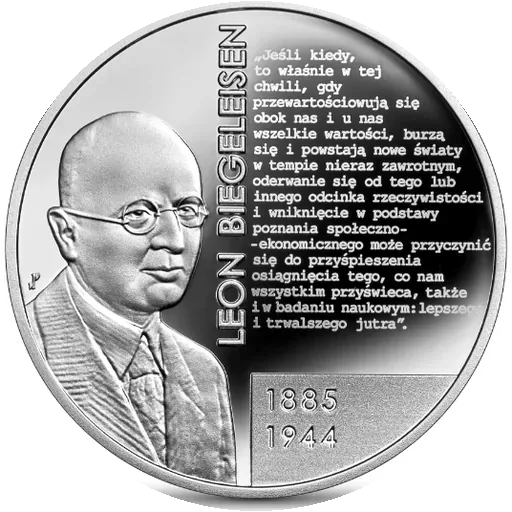 LEON BIEGELEISEN
„Jeśli kiedy,
to właśnie w tej
chwili, gdy
przewartościowują się
obok nas i u nas
wszelkie wartości, burzą
się i powstają nowe światy
w tempie nieraz zawrotnym,
oderwanie się od tego lub
innego odcinka rzeczywistości
i wniknięcie w podstawy
poznania społeczno-
-ekonomicznego może przyczynić
się do przyśpieszenia
osiągnięcia tego, co nam
wszystkim przyświeca, także
i w badaniu naukowym: lepszego
i trwalszego jutra”.
1885
1944